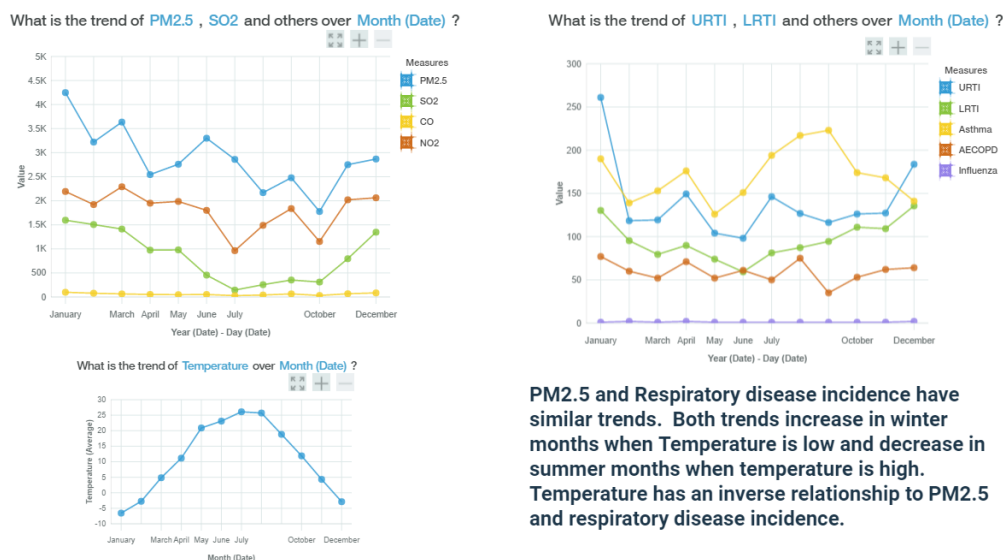 What is the trend of PM2.5 , SO2 and others over Month (Date) ?
5K
4.5K
4K
3.5K
3K
2.5K
2K
1.5K
1K
500
0
Value
January
March
April
May
June
July
October
December
Year (Date) - Day (Date)
Measures
PM2.5
SO2
CO
NO2
What is the trend of URTI , LRTI and others over Month (Date) ?
300
250
200
150
100
50
0
Value
January
March
April
May
June
July
October
December
Year (Date) - Day (Date)
Measures
URTI
LRTI
Asthma
AECOPD
Influenza
What is the trend of Temperature over Month (Date) ?
30
25
20
15
10
5
0
-5
-10
Temperature (Average)
January
March
April
May
June
July
October
December
Month (Date)
PM2.5 and Respiratory disease incidence have
similar trends. Both trends increase in winter
months when Temperature is low and decrease in
summer months when temperature is high.
Temperature has an inverse relationship to PM2.5
and respiratory disease incidence.